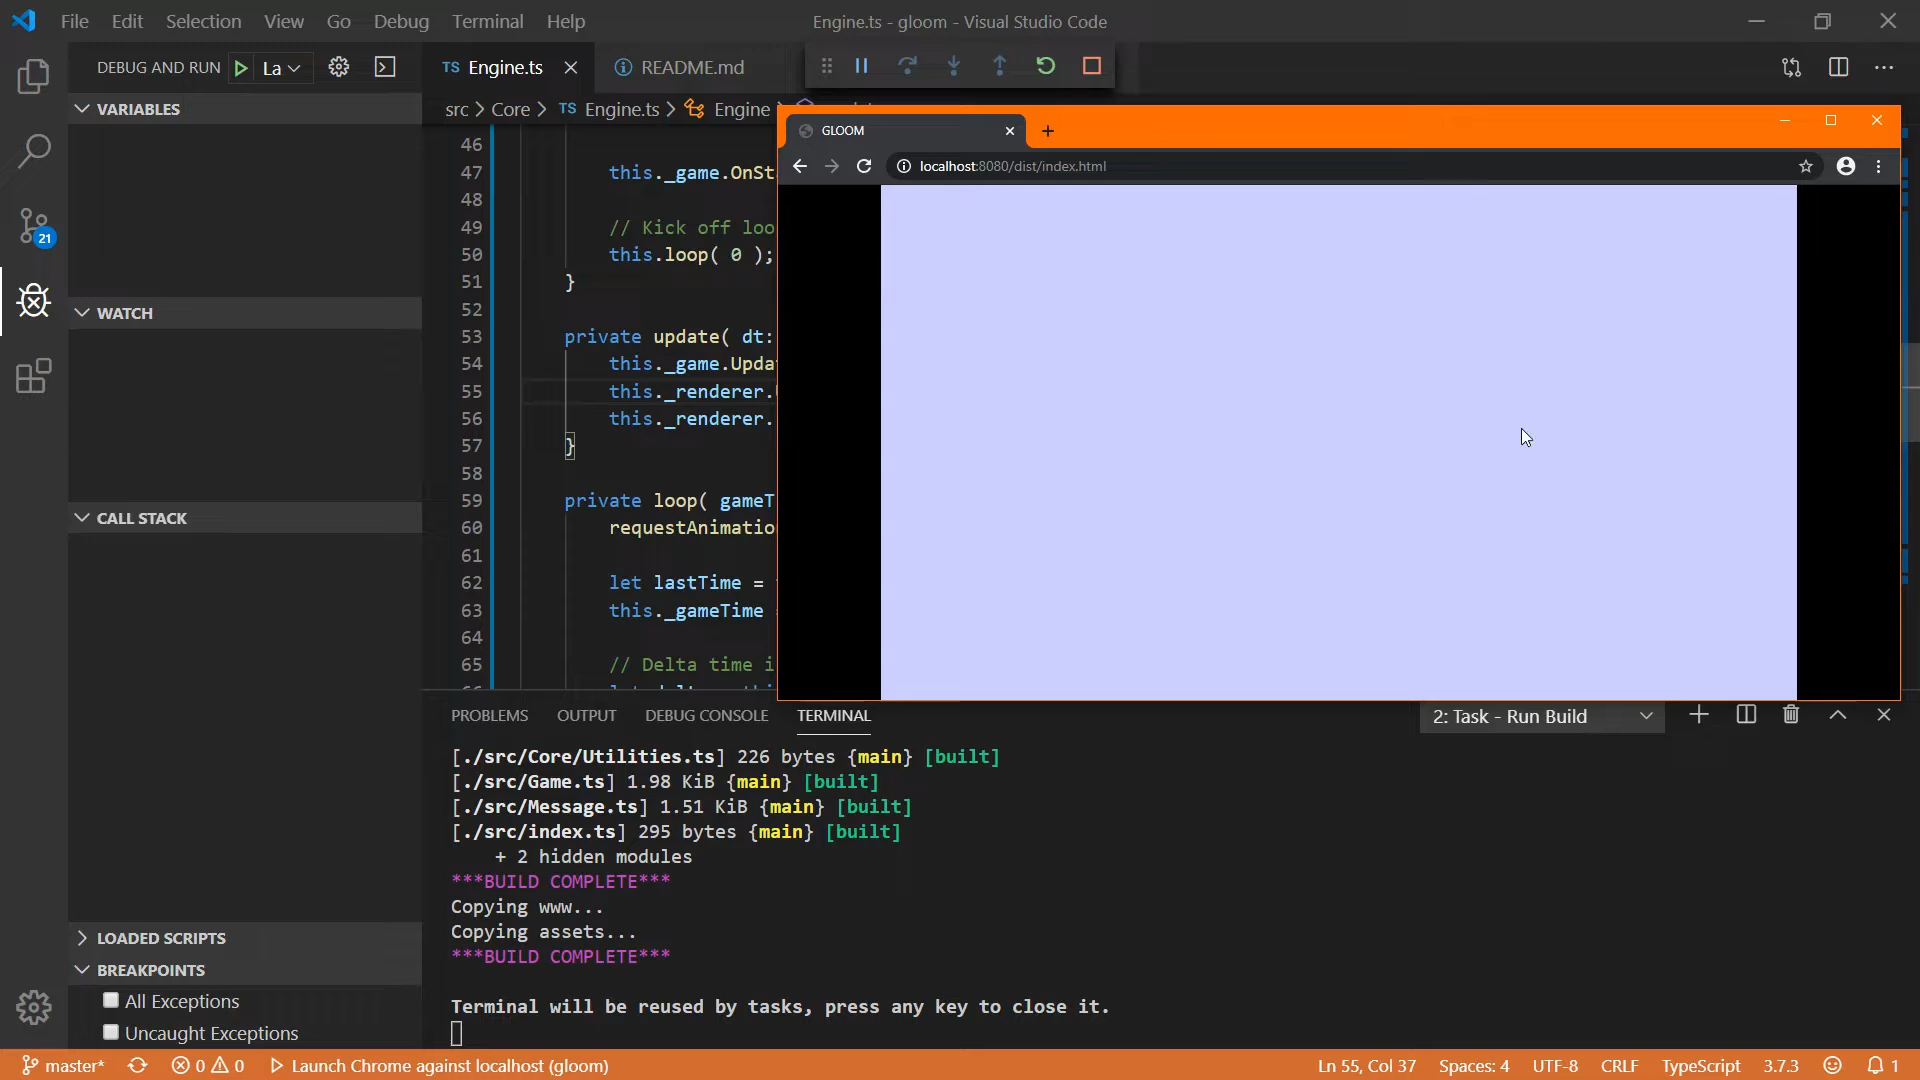 File Edit Selection View Go Debug Terminal Help
Engine.ts - gloom - Visual Studio Code
DEBUG AND RUN La
TS Engine.ts
README.md
src > Core > TS Engine.ts > Engine
VARIABLES
WATCH
CALL STACK
LOADED SCRIPTS
BREAKPOINTS
All Exceptions
Uncaught Exceptions
21
46
47 this._game.OnSt
48
49 // Kick off loo
50 this.loop( 0 );
51 }
52
53 private update( dt:
54 this._game.Upda
55 this._renderer.
56 this._renderer.
57 }
58
59 private loop( gameT
60 requestAnimatio
61
62 let lastTime =
63 this._gameTime
64
65 // Delta time i
GLOOM
localhost:8080/dist/index.html
PROBLEMS OUTPUT DEBUG CONSOLE TERMINAL
2: Task - Run Build
[./src/Core/Utilities.ts] 226 bytes {main} [built]
[./src/Game.ts] 1.98 KiB {main} [built]
[./src/Message.ts] 1.51 KiB {main} [built]
[./src/index.ts] 295 bytes {main} [built]
+ 2 hidden modules
***BUILD COMPLETE***
Copying www...
Copying assets...
***BUILD COMPLETE***
Terminal will be reused by tasks, press any key to close it.
master* 0 0 Launch Chrome against localhost (gloom)
Ln 55, Col 37 Spaces: 4 UTF-8 CRLF TypeScript 3.7.3 1